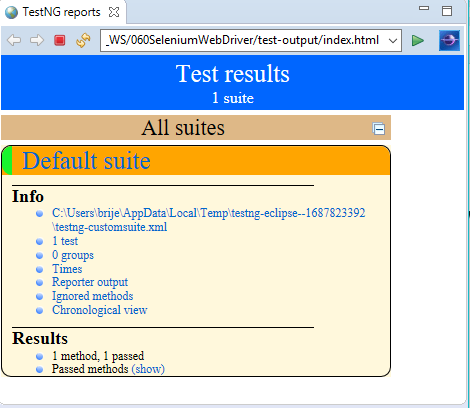 TestNG reports
_WS/060SeleniumWebDriver/test-output/index.html
Test results
1 suite
All suites
Default suite
Info
C:\Users\brije\AppData\Local\Temp\testng-eclipse--1687823392
\testng-customsuite.xml
1 test
0 groups
Times
Reporter output
Ignored methods
Chronological view
Results
1 method, 1 passed
Passed methods (show)